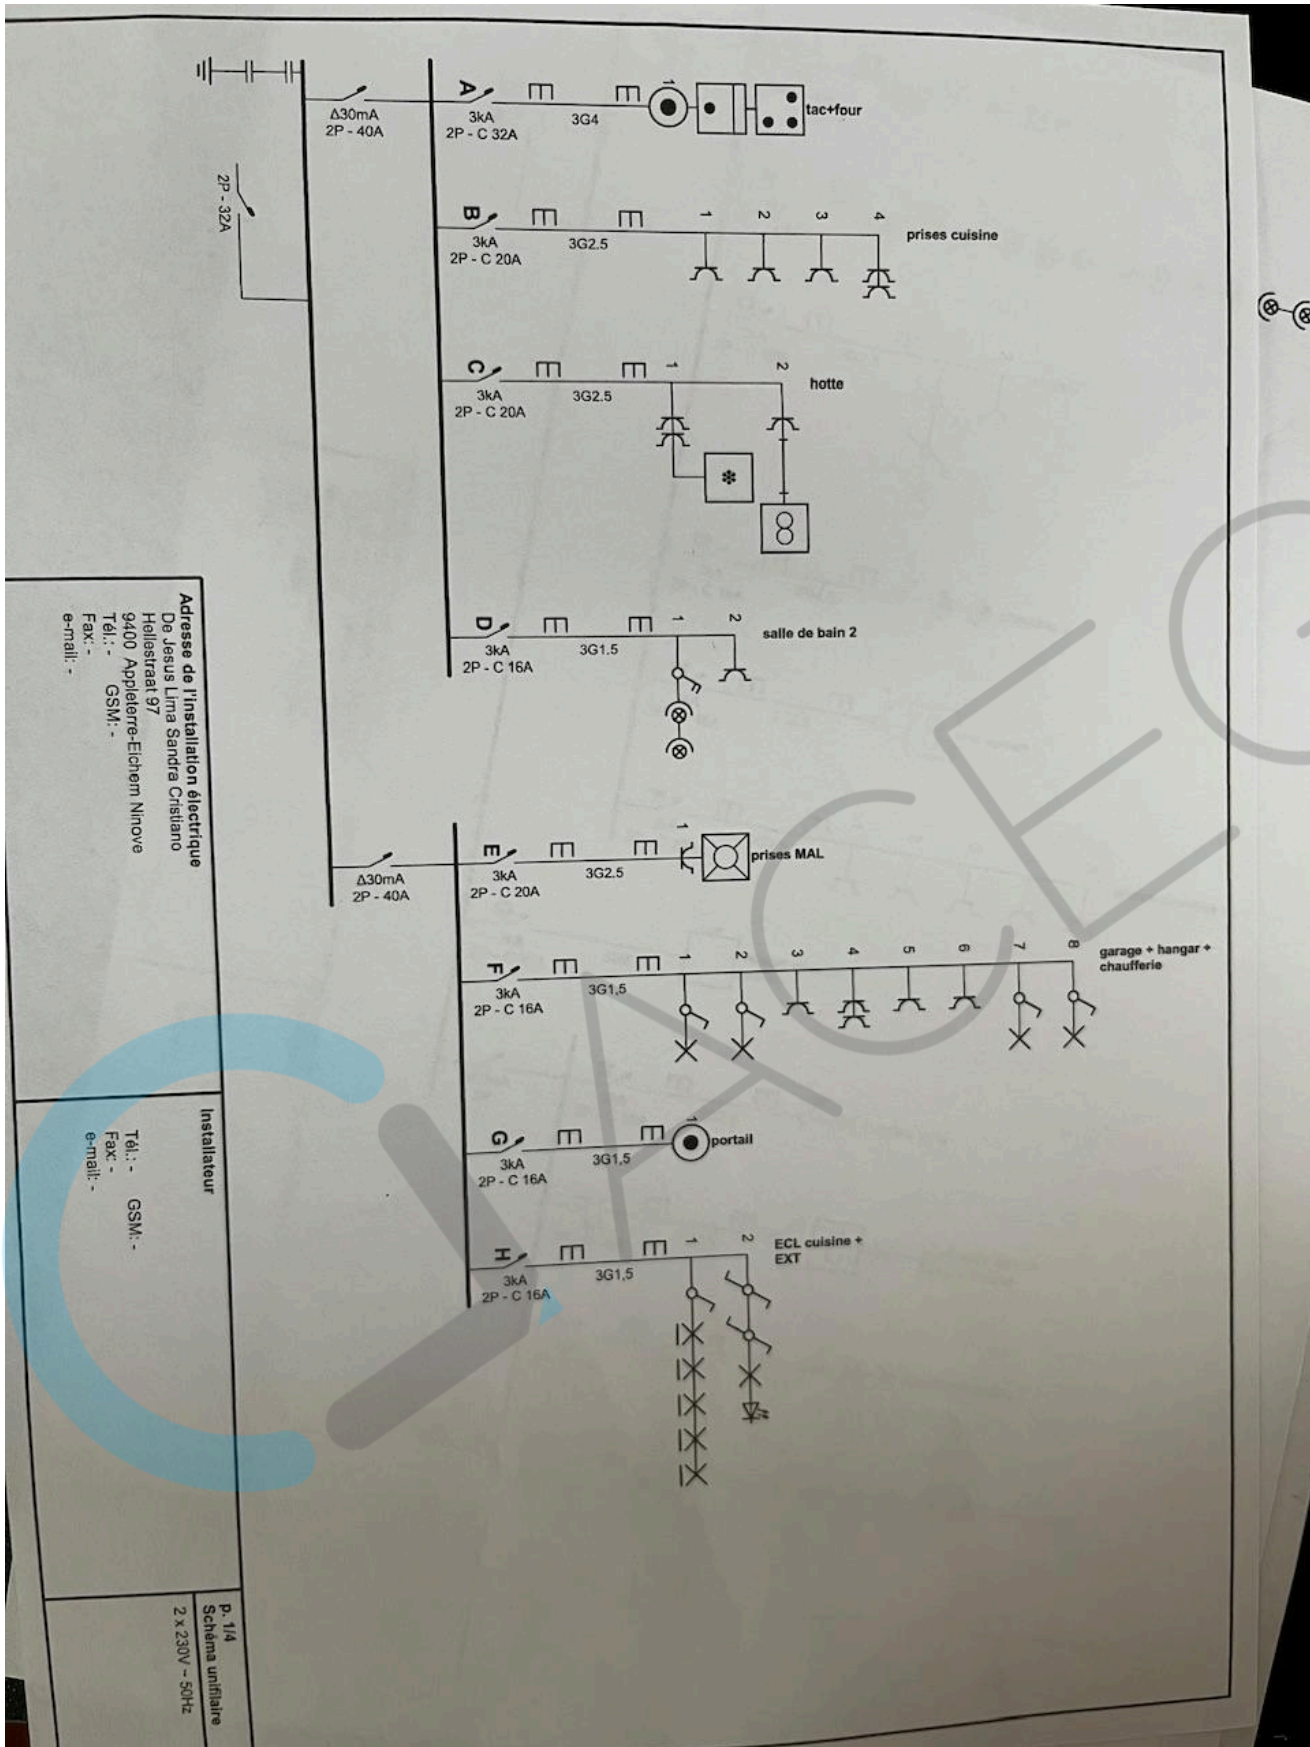 A
3kA
2P - C 32A
3G4
1
tac+four
Δ30mA
2P - 40A
2P - 32A
B
3kA
2P - C 20A
3G2.5
1
2
3
4
prises cuisine
C
3kA
2P - C 20A
3G2.5
1
2
hotte
D
3kA
2P - C 16A
3G1.5
1
2
salle de bain 2
Δ30mA
2P - 40A
E
3kA
2P - C 20A
3G2.5
1
prises MAL
F
3kA
2P - C 16A
3G1,5
1
2
3
4
5
6
7
8
garage + hangar +
chaufferie
G
3kA
2P - C 16A
3G1,5
1
portail
H
3kA
2P - C 16A
3G1,5
1
2
ECL cuisine +
EXT
Adresse de l'installation électrique
De Jesus Lima Sandra Cristiano
Hellestraat 97
9400 Appleterre-Eichem Ninove
Tél.: - GSM: -
Fax: -
e-mail: -
Installateur
Tél.: - GSM: -
Fax: -
e-mail: -
p. 1/4
Schéma unifilaire
2 x 230V ~ 50Hz
ACEG